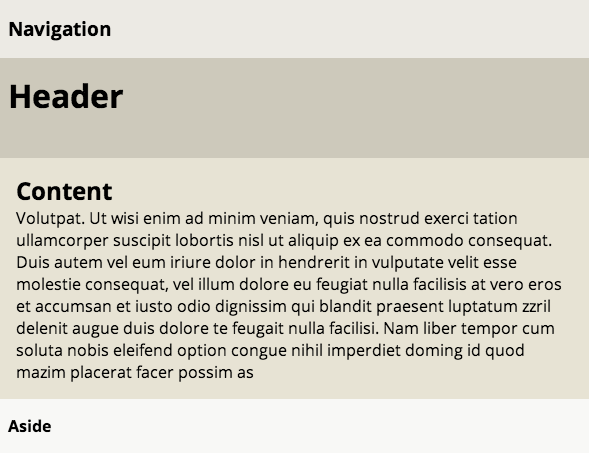 Navigation
Header
Content
Volutpat. Ut wisi enim ad minim veniam, quis nostrud exerci tation
ullamcorper suscipit lobortis nisl ut aliquip ex ea commodo consequat.
Duis autem vel eum iriure dolor in hendrerit in vulputate velit esse
molestie consequat, vel illum dolore eu feugiat nulla facilisis at vero eros
et accumsan et iusto odio dignissim qui blandit praesent luptatum zzril
delenit augue duis dolore te feugait nulla facilisi. Nam liber tempor cum
soluta nobis eleifend option congue nihil imperdiet doming id quod
mazim placerat facer possim as
Aside